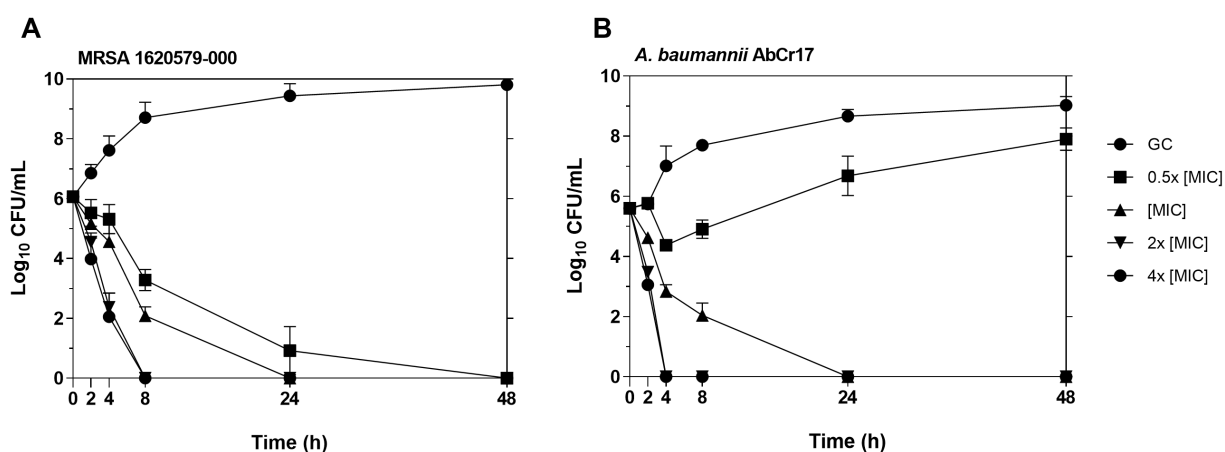 A
MRSA 1620579-000
Log10 CFU/mL
10
8
6
4
2
0
0 2 4 8 24 48
Time (h)
B
A. baumannii AbCr17
Log10 CFU/mL
10
8
6
4
2
0
0 2 4 8 24 48
Time (h)
GC
0.5x [MIC]
[MIC]
2x [MIC]
4x [MIC]